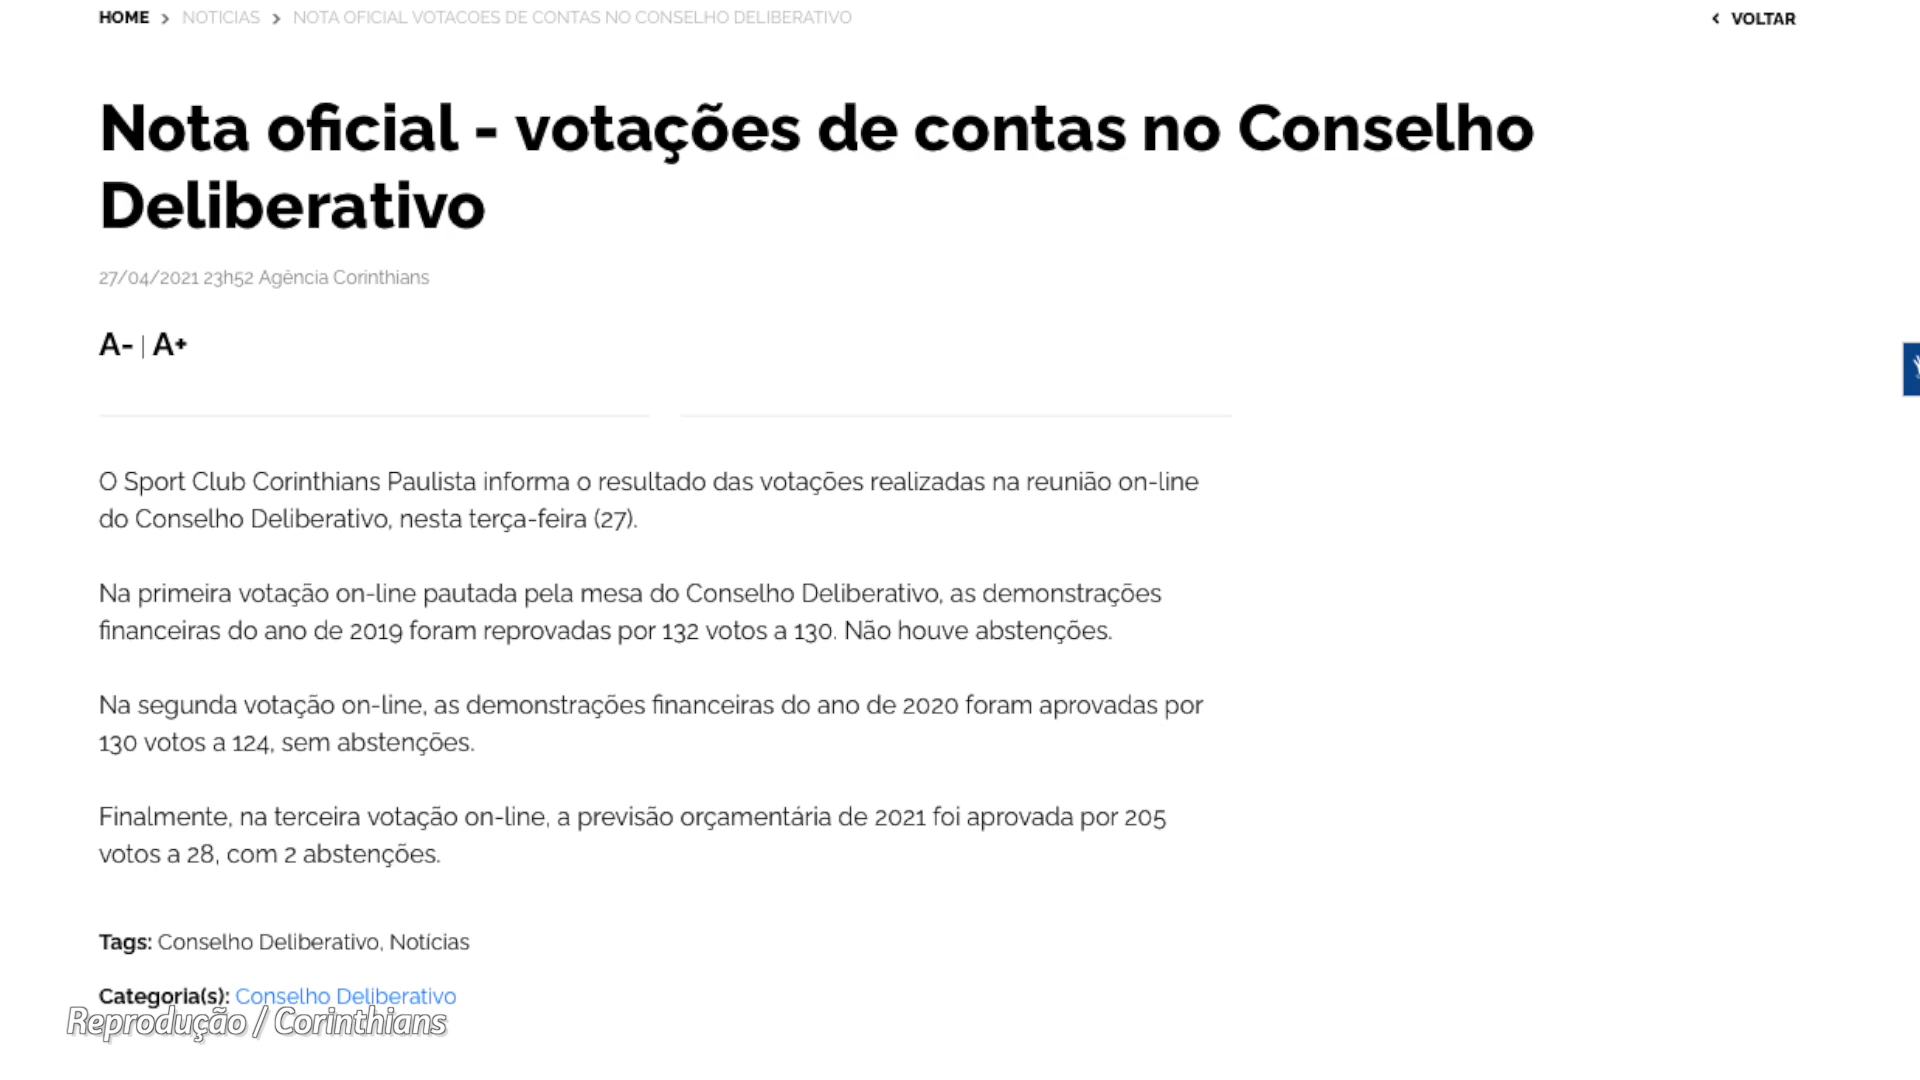 HOME > NOTICIAS > NOTA OFICIAL VOTACOES DE CONTAS NO CONSELHO DELIBERATIVO
< VOLTAR
Nota oficial - votações de contas no Conselho
Deliberativo
27/04/2021 23h52 Agência Corinthians
A- | A+
O Sport Club Corinthians Paulista informa o resultado das votações realizadas na reunião on-line
do Conselho Deliberativo, nesta terça-feira (27).
Na primeira votação on-line pautada pela mesa do Conselho Deliberativo, as demonstrações
financeiras do ano de 2019 foram reprovadas por 132 votos a 130. Não houve abstenções.
Na segunda votação on-line, as demonstrações financeiras do ano de 2020 foram aprovadas por
130 votos a 124, sem abstenções.
Finalmente, na terceira votação on-line, a previsão orçamentária de 2021 foi aprovada por 205
votos a 28, com 2 abstenções.
Tags: Conselho Deliberativo, Notícias
Categoria(s): Conselho Deliberativo
Reprodução / Corinthians